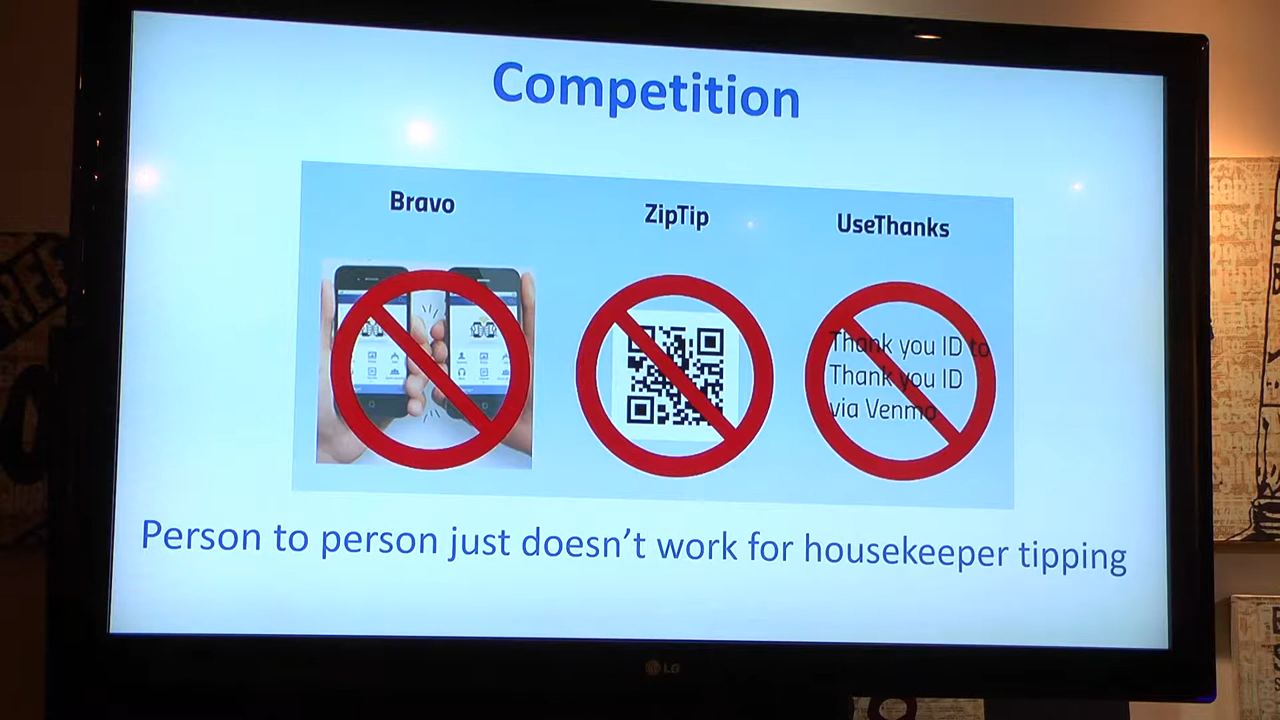 Competition
Bravo
ZipTip
UseThanks
Thank you ID to
Thank you ID
via Venmo
Person to person just doesn't work for housekeeper tipping
LG